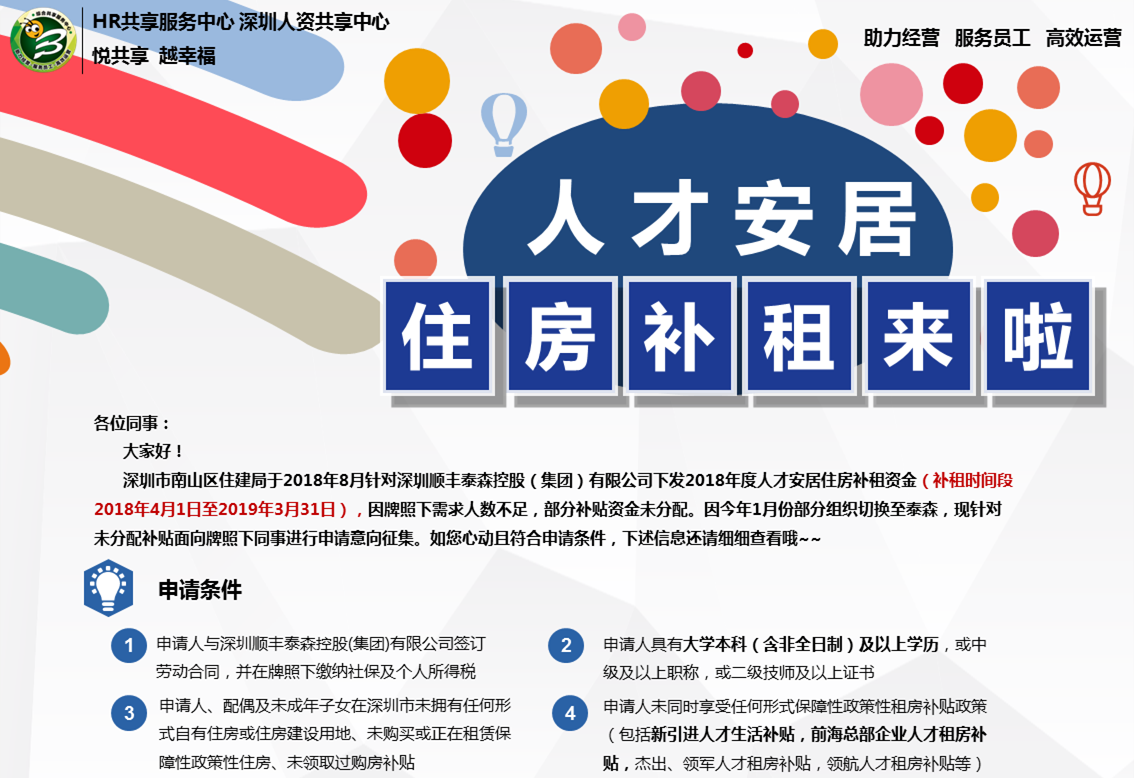 HR共享服务中心 深圳人资共享中心
悦共享 越幸福
助力经营 服务员工 高效运营
人才安居
住房补租来啦
各位同事：
大家好！
深圳市南山区住建局于2018年8月针对深圳顺丰泰森控股（集团）有限公司下发2018年度人才安居住房补租资金（补租时间段
2018年4月1日至2019年3月31日），因牌照下需求人数不足，部分补贴资金未分配。因今年1月份部分组织切换至泰森，现针对
未分配补贴面向牌照下同事进行申请意向征集。如您心动且符合申请条件，下述信息还请细细查看哦~~
申请条件
1 申请人与深圳顺丰泰森控股(集团)有限公司签订
劳动合同，并在牌照下缴纳社保及个人所得税
2 申请人具有大学本科（含非全日制）及以上学历，或中
级及以上职称，或二级技师及以上证书
3 申请人、配偶及未成年子女在深圳市未拥有任何形
式自有住房或住房建设用地、未购买或正在租赁保
障性政策性住房、未领取过购房补贴
4 申请人未同时享受任何形式保障性政策性租房补贴政策
（包括新引进人才生活补贴，前海总部企业人才租房补
贴，杰出、领军人才租房补贴，领航人才租房补贴等）